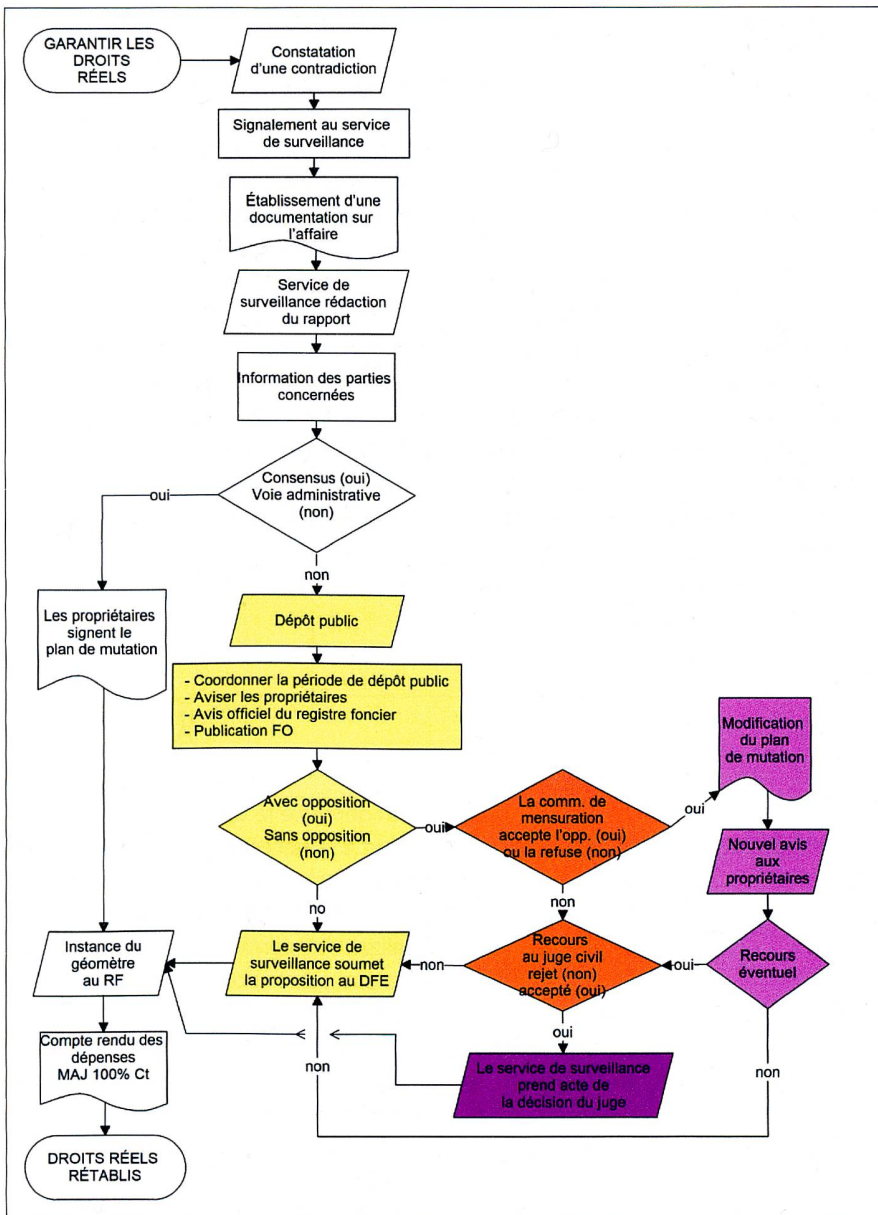 GARANTIR LES
DROITS
RÉELS
Constatation
d'une contradiction
Signalement au service
de surveillance
Établissement d'une
documentation sur
l'affaire
Service de
surveillance rédaction
du rapport
Information des parties
concernées
Consensus (oui)
Voie administrative
(non)
oui
non
Les propriétaires
signent le
plan de mutation
Dépôt public
- Coordonner la période de dépôt public
- Aviser les propriétaires
- Avis officiel du registre foncier
- Publication FO
Avec opposition
(oui)
Sans opposition
(non)
oui
no
La comm. de
mensuration
accepte l'opp. (oui)
ou la refuse (non)
oui
non
Modification
du plan
de mutation
Nouvel avis
aux
propriétaires
Recours
éventuel
oui
non
Recours
au juge civil
rejet (non)
accepté (oui)
non
oui
Le service de
surveillance soumet
la proposition au DFE
non
Le service de surveillance
prend acte de
la décision du juge
Instance du
géomètre
au RF
Compte rendu des
dépenses
MAJ 100% Ct
DROITS RÉELS
RÉTABLIS